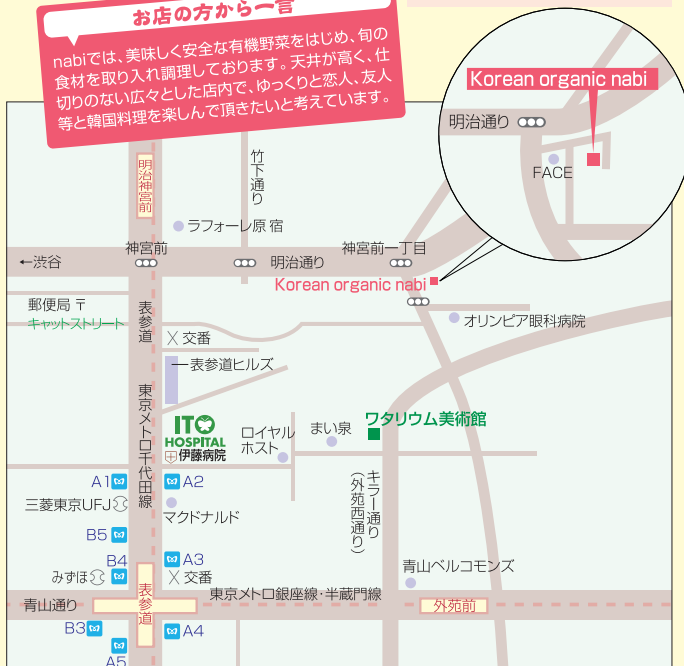 お店の方から一言
nabiでは、美味しく安全な有機野菜をはじめ、旬の
食材を取り入れ調理しております。天井が高く、仕
切りのない広々とした店内で、ゆっくりと恋人、友人
等と韓国料理を楽しんで頂きたいと考えています。
Korean organic nabi
明治通り
FACE
明治神宮前
竹下通り
ラフォーレ原宿
←渋谷
神宮前
明治通り
神宮前一丁目
Korean organic nabi
郵便局 〒
キャットストリート
表参道
オリンピア眼科病院
交番
表参道ヒルズ
東京メトロ千代田線
ITO
HOSPITAL
伊藤病院
ロイヤル
ホスト
まい泉
ワタリウム美術館
A1
A2
三菱東京UFJ
マクドナルド
キラー通り
(外苑西通り)
B5
B4
A3
みずほ
交番
青山ベルコモンズ
青山通り
表参道
東京メトロ銀座線・半蔵門線
外苑前
B3
A4
A5